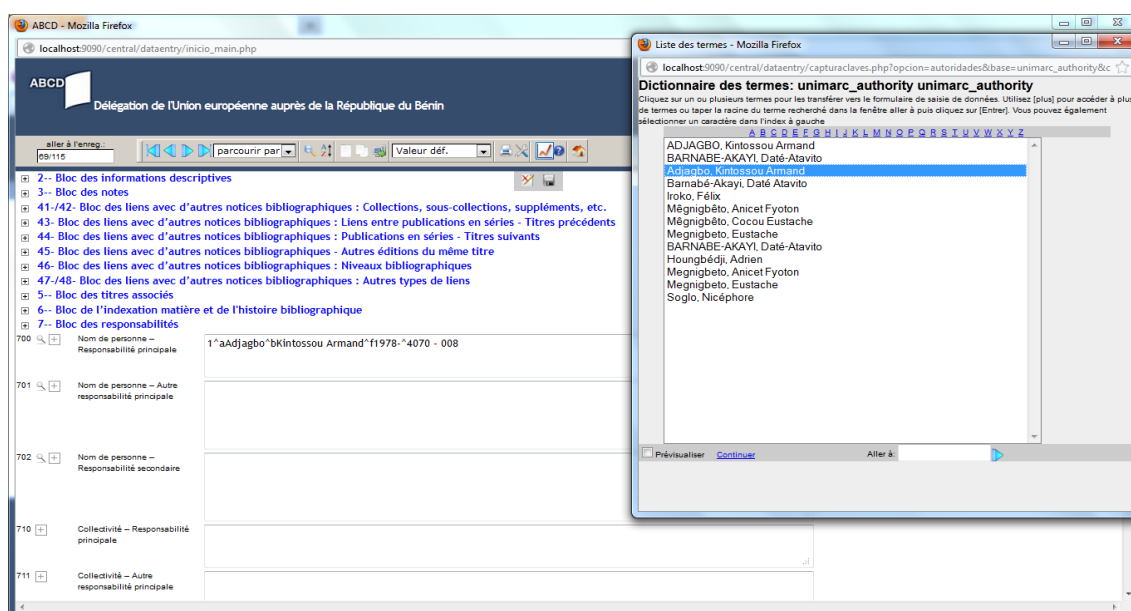 ABCD - Mozilla Firefox
localhost:9090/central/dataentry/inicio_main.php
ABCD
Délégation de l'Union européenne auprès de la République du Bénin
aller à l'enreg.:
69/115
parcourir par
Valeur déf.
2-- Bloc des informations descriptives
3-- Bloc des notes
41-/42- Bloc des liens avec d'autres notices bibliographiques : Collections, sous-collections, suppléments, etc.
43- Bloc des liens avec d'autres notices bibliographiques : Liens entre publications en séries - Titres précédents
44- Bloc des liens avec d'autres notices bibliographiques : Publications en séries - Titres suivants
45- Bloc des liens avec d'autres notices bibliographiques - Autres éditions du même titre
46- Bloc des liens avec d'autres notices bibliographiques : Niveaux bibliographiques
47-/48- Bloc des liens avec d'autres notices bibliographiques : Autres types de liens
5-- Bloc des titres associés
6-- Bloc de l'indexation matière et de l'histoire bibliographique
7-- Bloc des responsabilités
700 Nom de personne –
Responsabilité principale
1^aAdjagbo^bKintossou Armand^f1978-^4070 - 008
701 Nom de personne – Autre
responsabilité principale
702 Nom de personne –
Responsabilité secondaire
710 Collectivité – Responsabilité
principale
711 Collectivité – Autre
responsabilité principale
Liste des termes - Mozilla Firefox
localhost:9090/central/dataentry/capturaclaves.php?opcion=autoridades&base=unimarc_authority&c
Dictionnaire des termes: unimarc_authority unimarc_authority
Cliquez sur un ou plusieurs termes pour les transférer vers le formulaire de saisie de données. Utilisez [plus] pour accéder à plus
de termes ou taper la racine du terme recherché dans la fenêtre aller à puis cliquez sur [Entrer]. Vous pouvez également
sélectionner un caractère dans l'index à gauche
A B C D E F G H I J K L M N O P Q R S T U V W X Y Z
ADJAGBO, Kintossou Armand
BARNABE-AKAYI, Daté-Atavito
Adjagbo, Kintossou Armand
Barnabé-Akayi, Daté Atavito
Iroko, Félix
Mêgnigbêto, Anicet Fyoton
Mêgnigbêto, Cocou Eustache
Megnigbeto, Eustache
BARNABE-AKAYI, Daté-Atavito
Houngbédji, Adrien
Megnigbeto, Anicet Fyoton
Megnigbeto, Eustache
Soglo, Nicéphore
Prévisualiser Continuer Aller à: